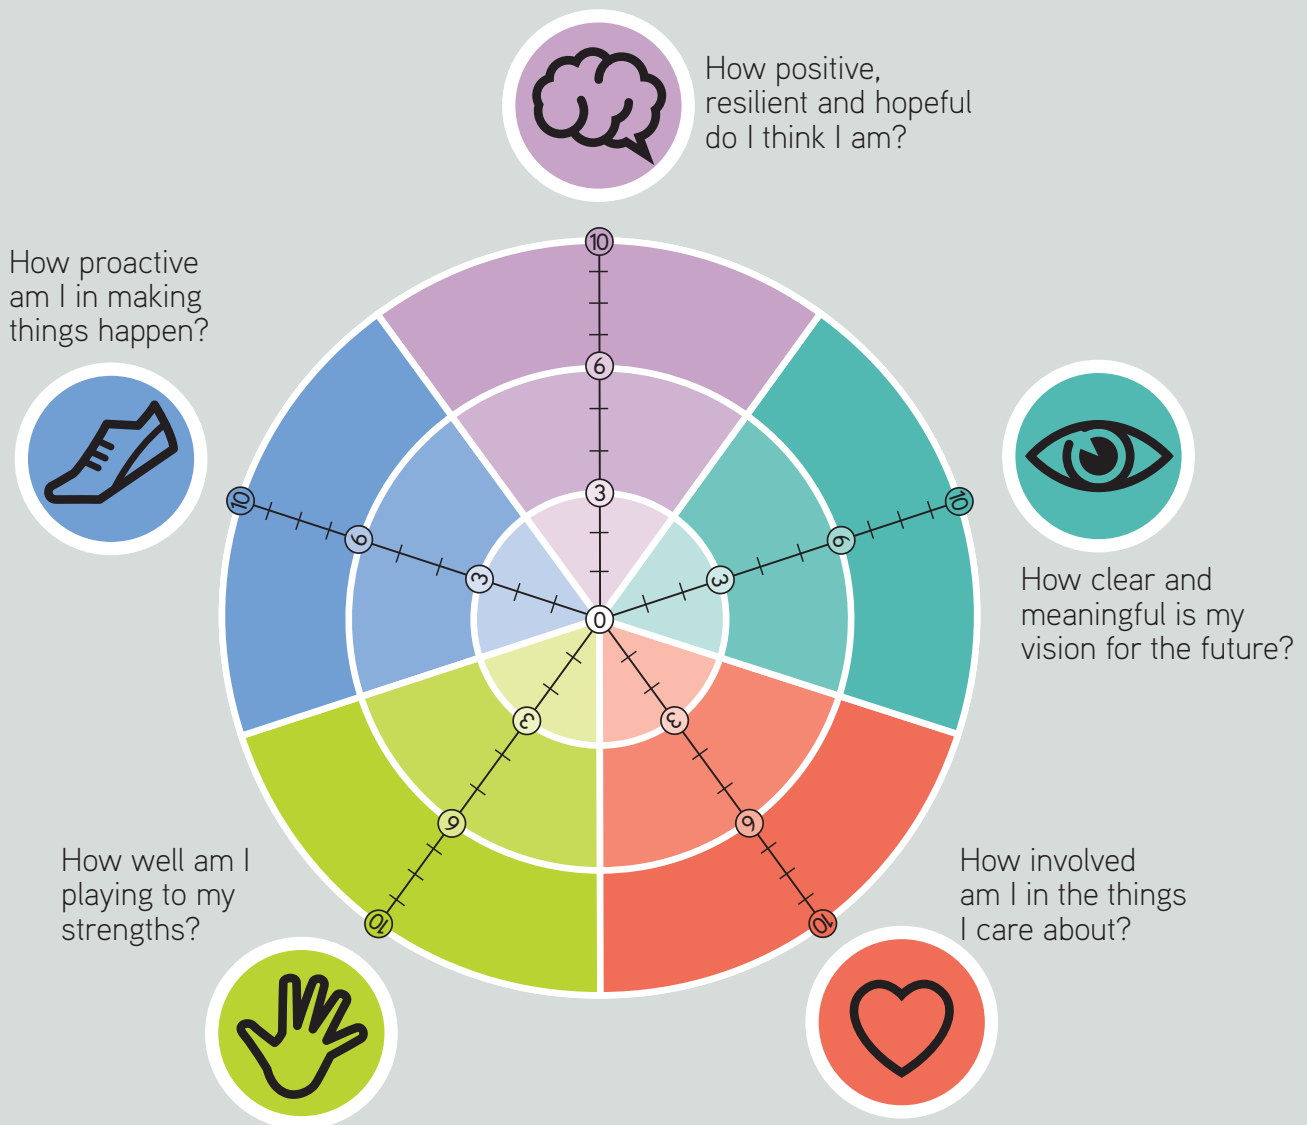 How positive,
resilient and hopeful
do I think I am?
How proactive
am I in making
things happen?
How clear and
meaningful is my
vision for the future?
How well am I
playing to my
strengths?
How involved
am I in the things
I care about?
10
6
3
10
6
3
10
6
3
0
3
6
10
3
6
10